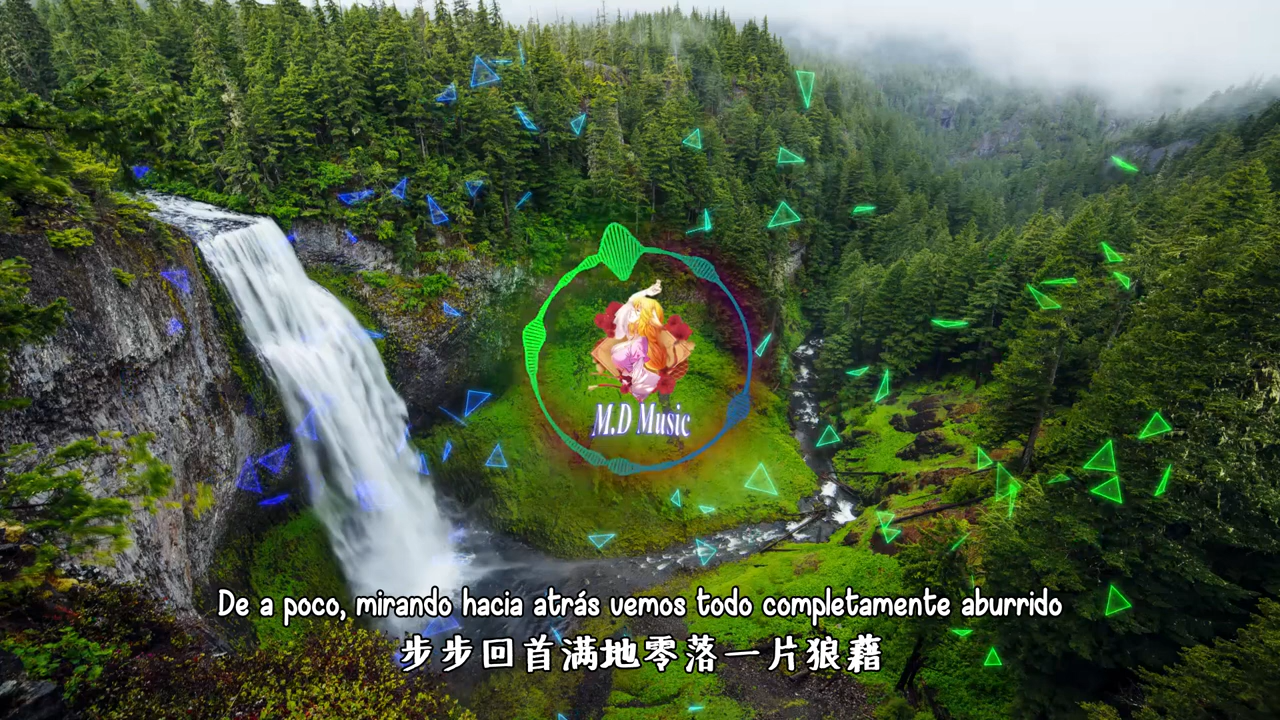 M.D Music
De a poco, mirando hacia atrás vemos todo completamente aburrido
步步回首满地零落一片狼藉